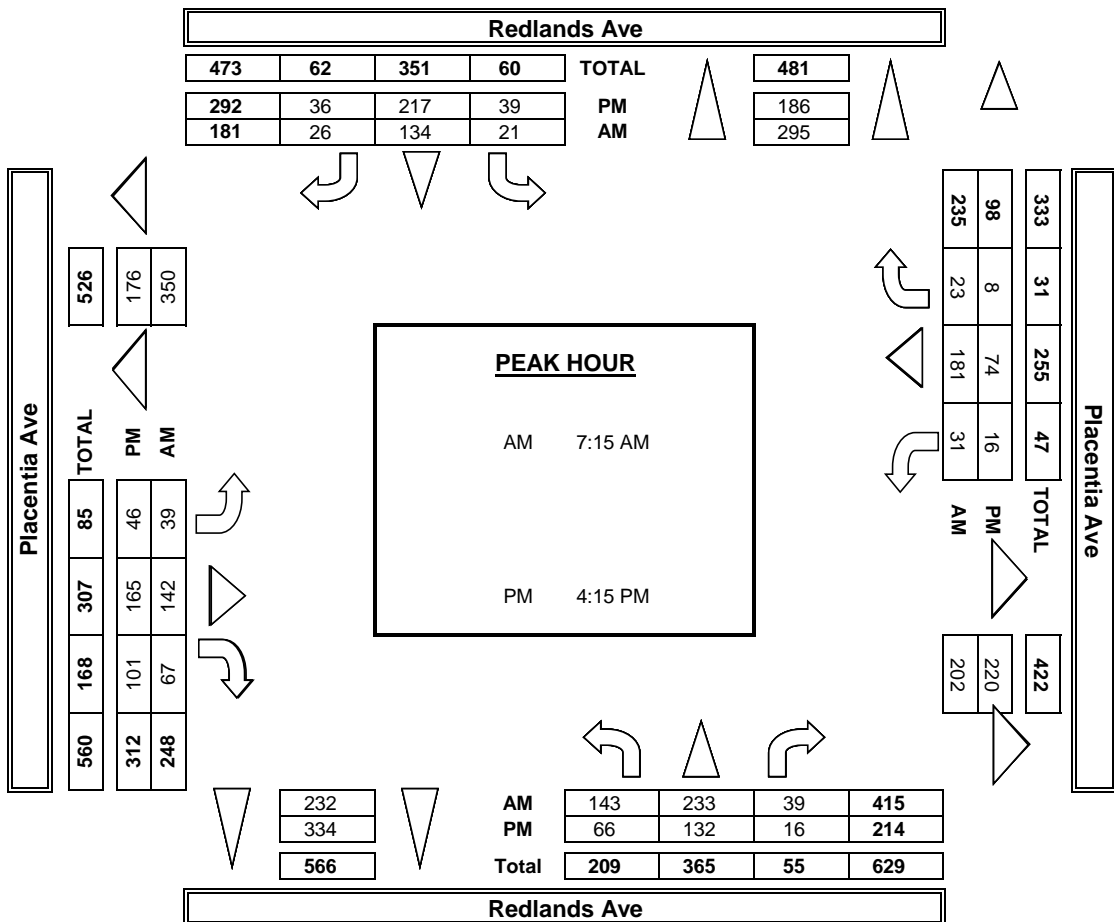 Redlands Ave
473 62 351 60 TOTAL 481
292 36 217 39 PM 186
181 26 134 21 AM 295
Placentia Ave
526
176
350
TOTAL
PM
AM
85 307 168 560
46 165 101 312
39 142 67 248
PEAK HOUR
AM 7:15 AM
PM 4:15 PM
333 31 255 47 TOTAL
98 8 74 16 PM
235 23 181 31 AM
422
220
202
Placentia Ave
232 AM 143 233 39 415
334 PM 66 132 16 214
566 Total 209 365 55 629
Redlands Ave